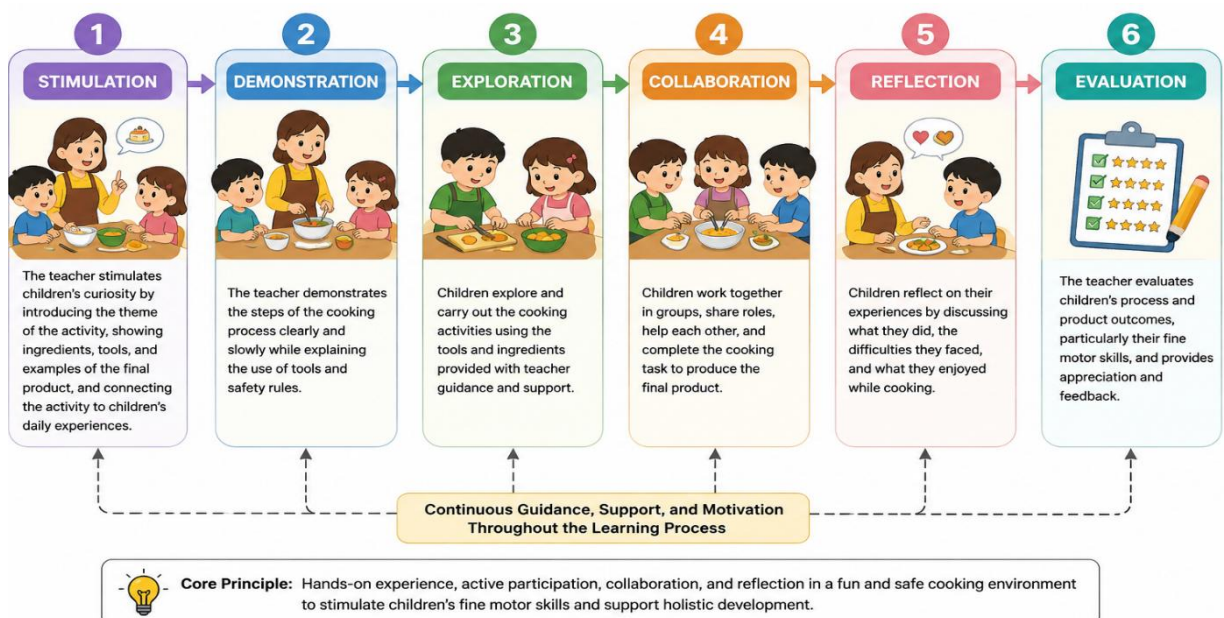 1
STIMULATION
The teacher stimulates
children's curiosity by
introducing the theme
of the activity, showing
ingredients, tools, and
examples of the final
product, and connecting
the activity to children's
daily experiences.
2
DEMONSTRATION
The teacher demonstrates
the steps of the cooking
process clearly and
slowly while explaining
the use of tools and
safety rules.
3
EXPLORATION
Children explore and
carry out the cooking
activities using the
tools and ingredients
provided with teacher
guidance and support.
4
COLLABORATION
Children work together
in groups, share roles,
help each other, and
complete the cooking
task to produce the
final product.
5
REFLECTION
Children reflect on their
experiences by discussing
what they did, the
difficulties they faced,
and what they enjoyed
while cooking.
6
EVALUATION
The teacher evaluates
children's process and
product outcomes,
particularly their fine
motor skills, and provides
appreciation and
feedback.
Continuous Guidance, Support, and Motivation
Throughout the Learning Process
Core Principle: Hands-on experience, active participation, collaboration, and reflection in a fun and safe cooking environment
to stimulate children's fine motor skills and support holistic development.